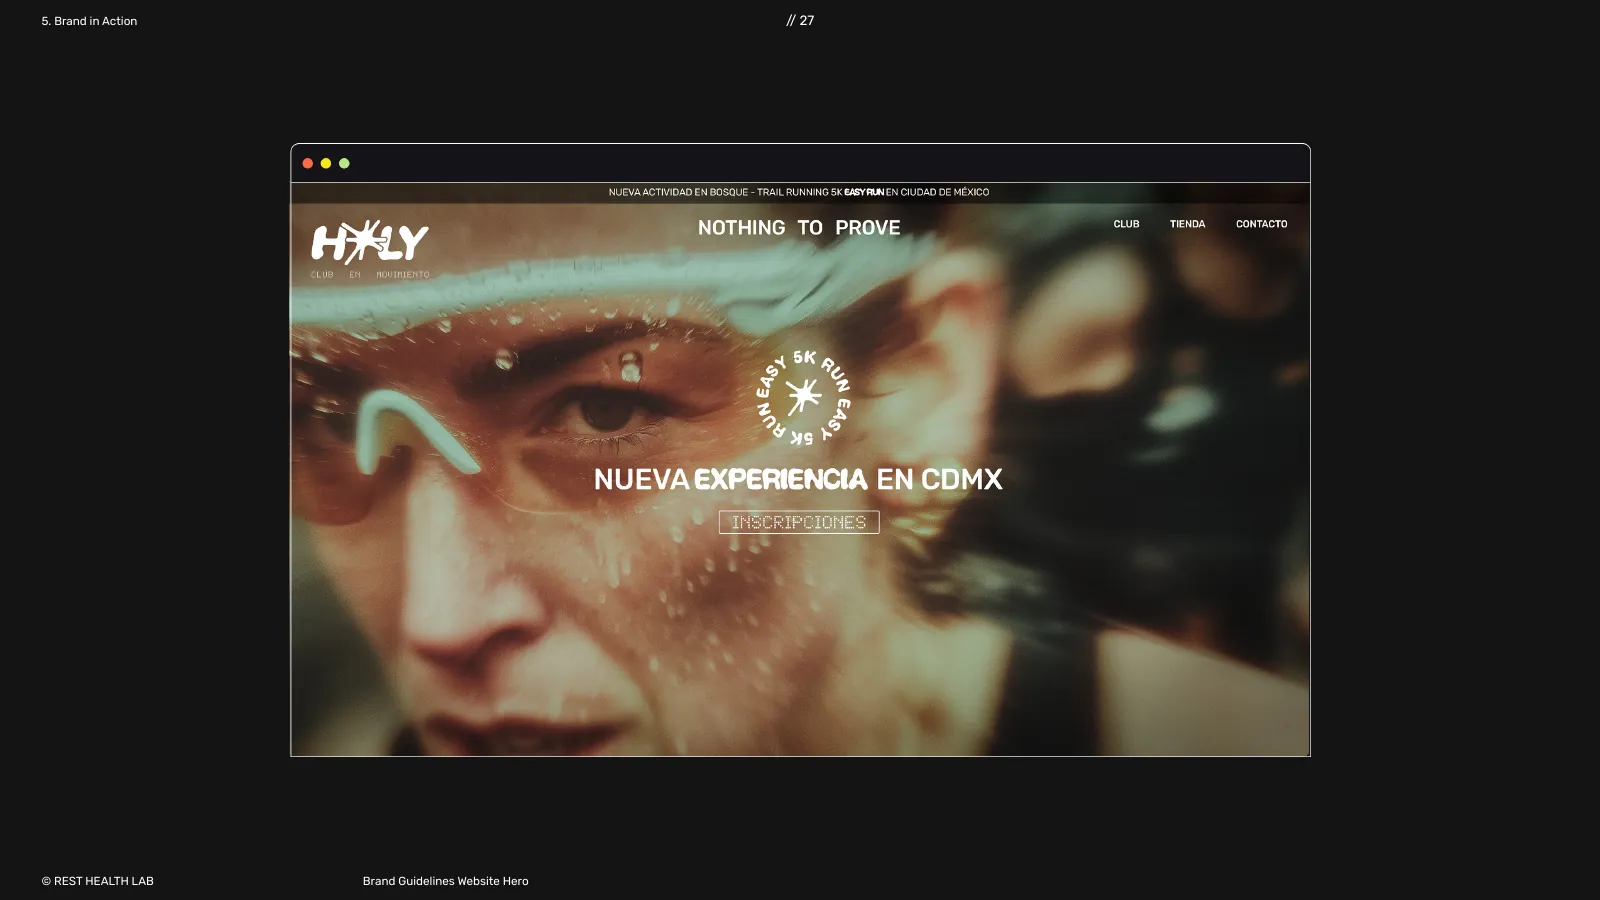 5. Brand in Action
// 27
NUEVA ACTIVIDAD EN BOSQUE - TRAIL RUNNING 5K EASY RUN EN CIUDAD DE MÉXICO
HOLY
CLUB EN MOVIMIENTO
NOTHING TO PROVE
CLUB
TIENDA
CONTACTO
EASY 5K RUN EASY 5K RUN
NUEVA EXPERIENCIA EN CDMX
INSCRIPCIONES
© REST HEALTH LAB
Brand Guidelines Website Hero